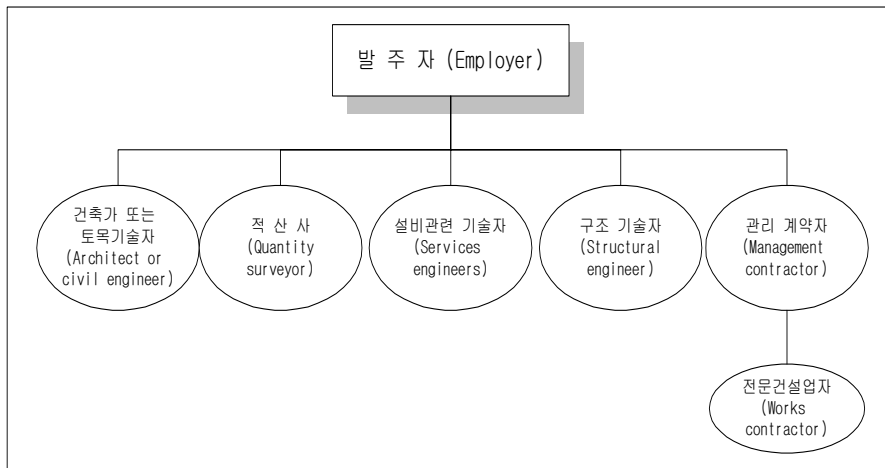 발 주 자 (Employer)
건축가 또는
토목기술자
(Architect or
civil engineer)
적 산 사
(Quantity
surveyor)
설비관련 기술자
(Services
engineers)
구조 기술자
(Structural
engineer)
관리 계약자
(Management
contractor)
전문건설업자
(Works
contractor)